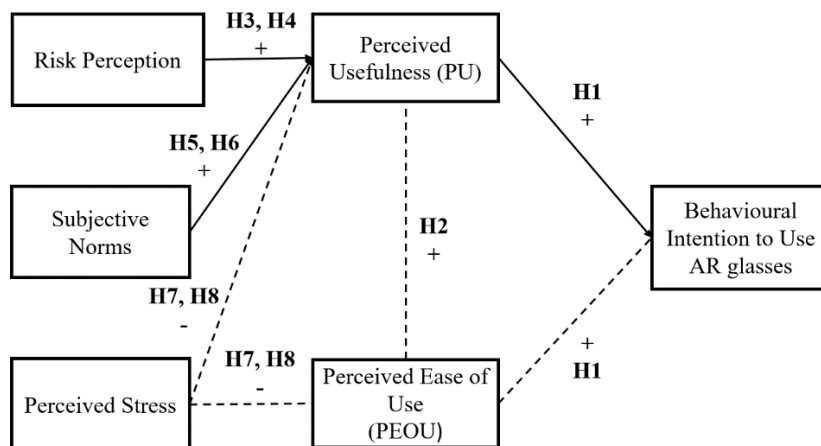 H3, H4
+
Risk Perception
Perceived
Usefulness (PU)
H1
+
H5, H6
+
Subjective
Norms
H2
+
Behavioural
Intention to Use
AR glasses
H7, H8
-
H7, H8
-
+
H1
Perceived Stress
Perceived Ease of
Use
(PEOU)